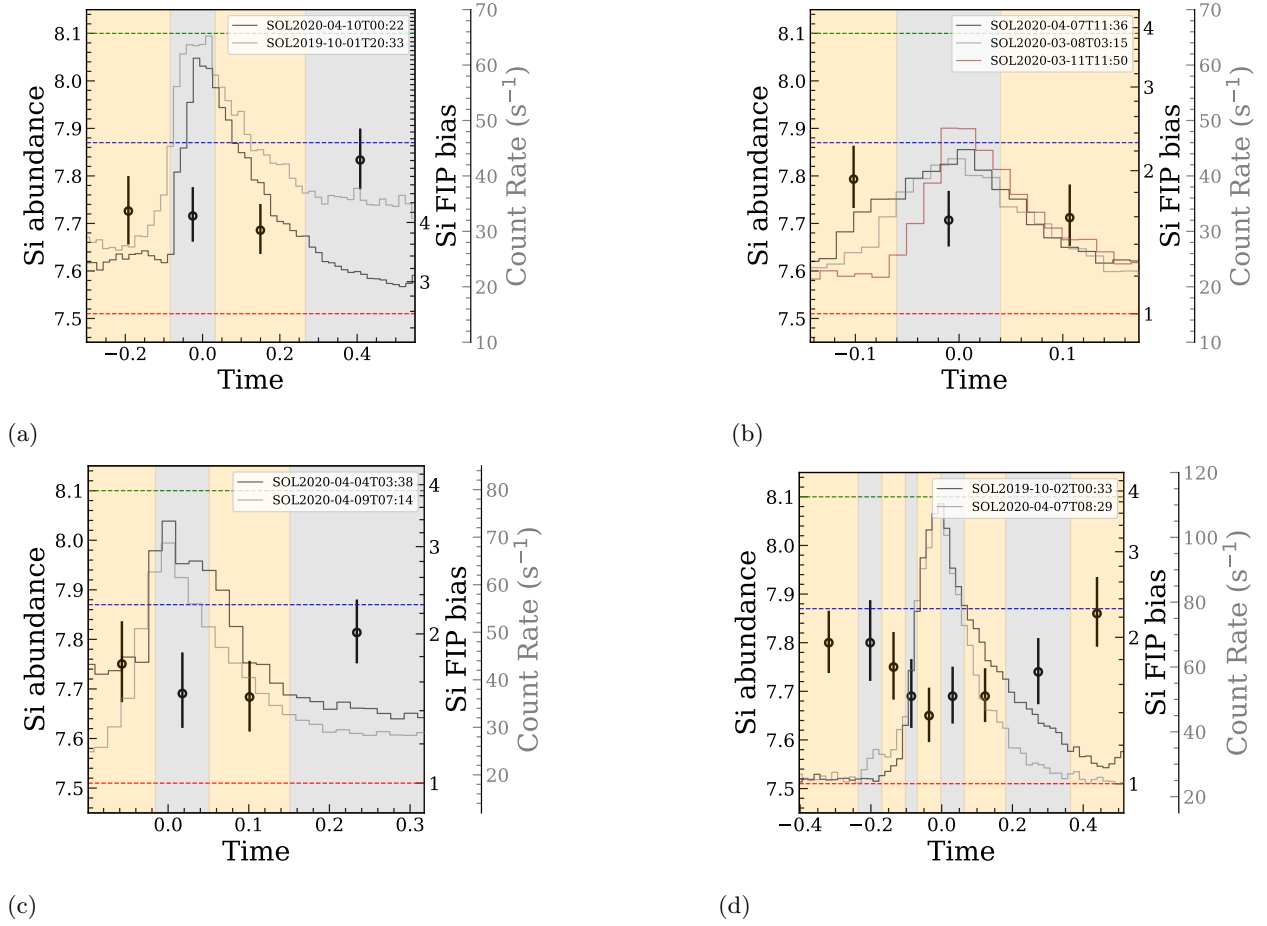 SOL2020-04-10T00:22
SOL2019-10-01T20:33
8.1
8.0
7.9
7.8
7.7
7.6
7.5
Si abundance
−0.2
0.0
0.2
0.4
Time
4
3
Si FIP bias
70
60
50
40
30
20
10
Count Rate (s⁻¹)
(a)
SOL2020-04-07T11:36
SOL2020-03-08T03:15
SOL2020-03-11T11:50
8.1
8.0
7.9
7.8
7.7
7.6
7.5
Si abundance
−0.1
0.0
0.1
Time
4
3
2
1
Si FIP bias
70
60
50
40
30
20
10
Count Rate (s⁻¹)
(b)
SOL2020-04-04T03:38
SOL2020-04-09T07:14
8.1
8.0
7.9
7.8
7.7
7.6
7.5
Si abundance
0.0
0.1
0.2
0.3
Time
4
3
2
1
Si FIP bias
80
70
60
50
40
30
20
Count Rate (s⁻¹)
(c)
SOL2019-10-02T00:33
SOL2020-04-07T08:29
8.1
8.0
7.9
7.8
7.7
7.6
7.5
Si abundance
−0.4
−0.2
0.0
0.2
0.4
Time
4
3
2
1
Si FIP bias
120
100
80
60
40
20
Count Rate (s⁻¹)
(d)